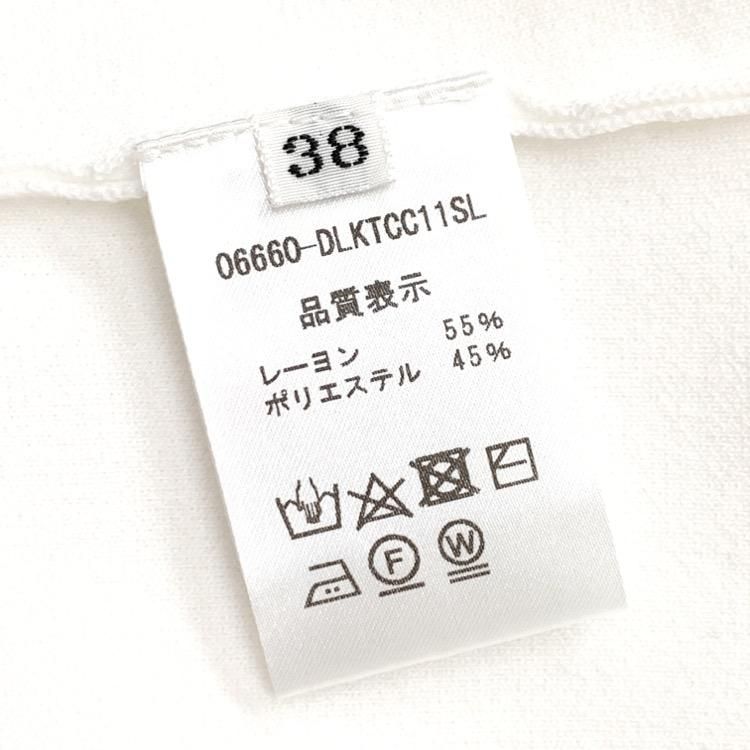 38
06660-DLKTCC11SL
品質表示
レーヨン 55%
ポリエステル 45%
F W